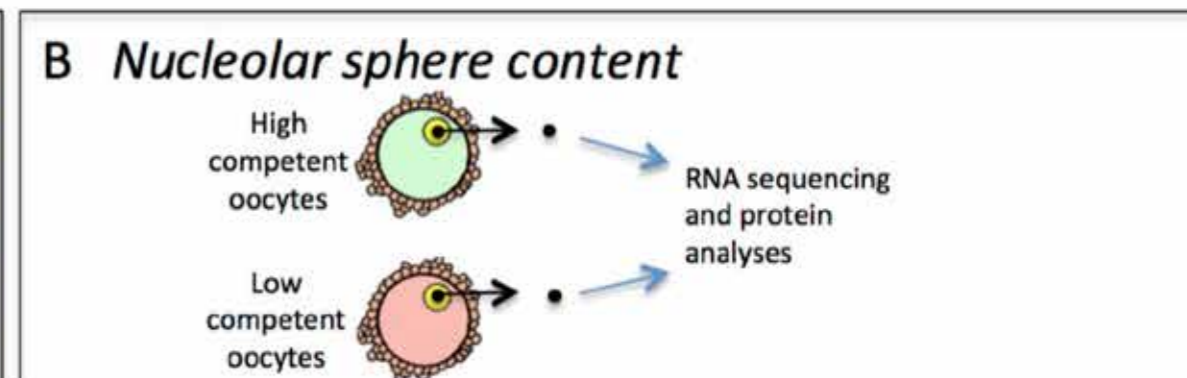 B Nucleolar sphere content
High
competent
oocytes
RNA sequencing
and protein
analyses
Low
competent
oocytes